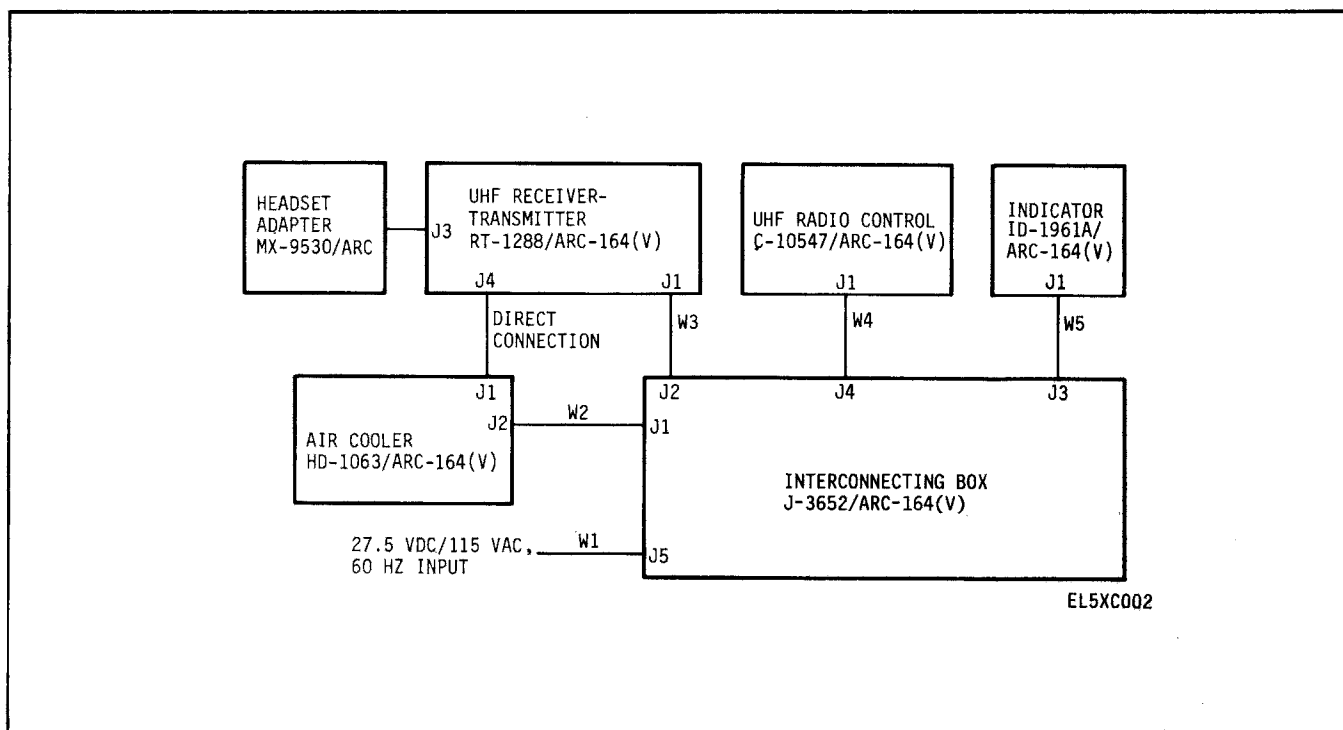 HEADSET
ADAPTER
MX-9530/ARC
J3
UHF RECEIVER-
TRANSMITTER
RT-1288/ARC-164(V)
J4
J1
UHF RADIO CONTROL
C-10547/ARC-164(V)
J1
INDICATOR
ID-1961A/
ARC-164(V)
J1
DIRECT
CONNECTION
W3
W4
W5
J1
J2
AIR COOLER
HD-1063/ARC-164(V)
W2
J2
J4
J3
J1
INTERCONNECTING BOX
J-3652/ARC-164(V)
27.5 VDC/115 VAC,
60 HZ INPUT
W1
J5
EL5XC002